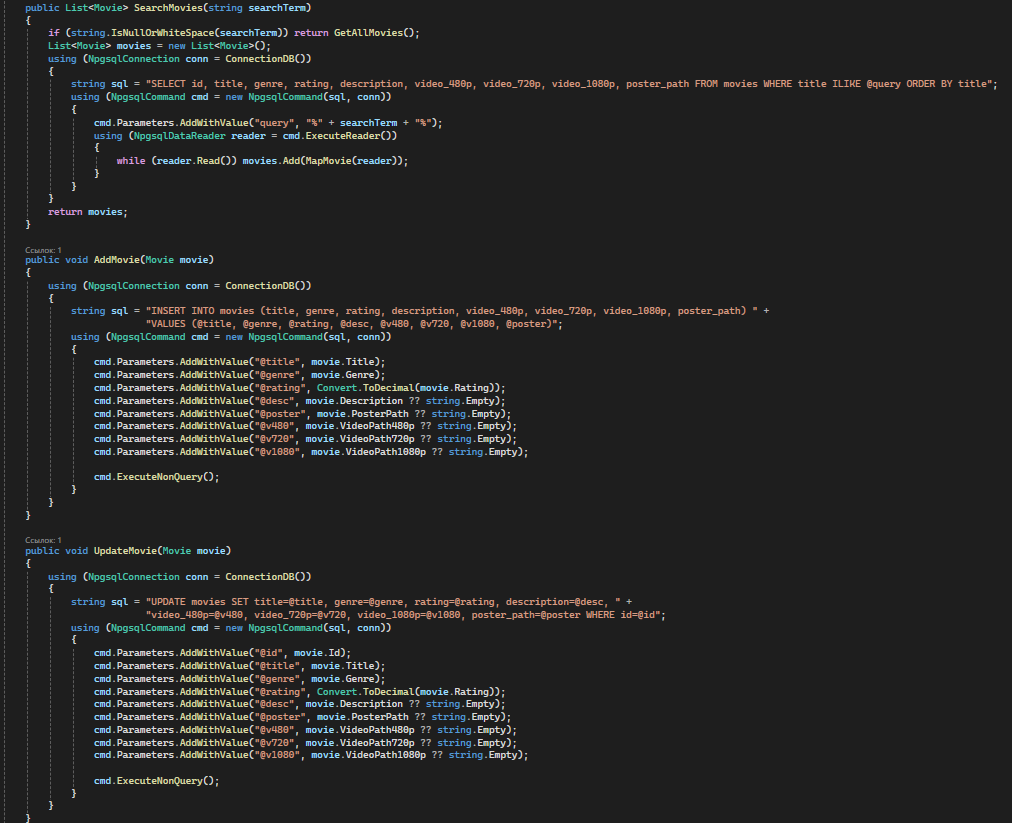 public List<Movie> SearchMovies(string searchTerm)
{
if (string.IsNullOrWhiteSpace(searchTerm)) return GetAllMovies();
List<Movie> movies = new List<Movie>();
using (NpgsqlConnection conn = ConnectionDB())
{
string sql = "SELECT id, title, genre, rating, description, video_480p, video_720p, video_1080p, poster_path FROM movies WHERE title ILIKE @query ORDER BY title";
using (NpgsqlCommand cmd = new NpgsqlCommand(sql, conn))
{
cmd.Parameters.AddWithValue("query", "%" + searchTerm + "%");
using (NpgsqlDataReader reader = cmd.ExecuteReader())
{
while (reader.Read()) movies.Add(MapMovie(reader));
}
}
}
return movies;
}
Ссылок: 1
public void AddMovie(Movie movie)
{
using (NpgsqlConnection conn = ConnectionDB())
{
string sql = "INSERT INTO movies (title, genre, rating, description, video_480p, video_720p, video_1080p, poster_path) " +
"VALUES (@title, @genre, @rating, @desc, @v480, @v720, @v1080, @poster)";
using (NpgsqlCommand cmd = new NpgsqlCommand(sql, conn))
{
cmd.Parameters.AddWithValue("@title", movie.Title);
cmd.Parameters.AddWithValue("@genre", movie.Genre);
cmd.Parameters.AddWithValue("@rating", Convert.ToDecimal(movie.Rating));
cmd.Parameters.AddWithValue("@desc", movie.Description ?? string.Empty);
cmd.Parameters.AddWithValue("@poster", movie.PosterPath ?? string.Empty);
cmd.Parameters.AddWithValue("@v480", movie.VideoPath480p ?? string.Empty);
cmd.Parameters.AddWithValue("@v720", movie.VideoPath720p ?? string.Empty);
cmd.Parameters.AddWithValue("@v1080", movie.VideoPath1080p ?? string.Empty);
cmd.ExecuteNonQuery();
}
}
}
Ссылок: 1
public void UpdateMovie(Movie movie)
{
using (NpgsqlConnection conn = ConnectionDB())
{
string sql = "UPDATE movies SET title=@title, genre=@genre, rating=@rating, description=@desc, " +
"video_480p=@v480, video_720p=@v720, video_1080p=@v1080, poster_path=@poster WHERE id=@id";
using (NpgsqlCommand cmd = new NpgsqlCommand(sql, conn))
{
cmd.Parameters.AddWithValue("@id", movie.Id);
cmd.Parameters.AddWithValue("@title", movie.Title);
cmd.Parameters.AddWithValue("@genre", movie.Genre);
cmd.Parameters.AddWithValue("@rating", Convert.ToDecimal(movie.Rating));
cmd.Parameters.AddWithValue("@desc", movie.Description ?? string.Empty);
cmd.Parameters.AddWithValue("@poster", movie.PosterPath ?? string.Empty);
cmd.Parameters.AddWithValue("@v480", movie.VideoPath480p ?? string.Empty);
cmd.Parameters.AddWithValue("@v720", movie.VideoPath720p ?? string.Empty);
cmd.Parameters.AddWithValue("@v1080", movie.VideoPath1080p ?? string.Empty);
cmd.ExecuteNonQuery();
}
}
}